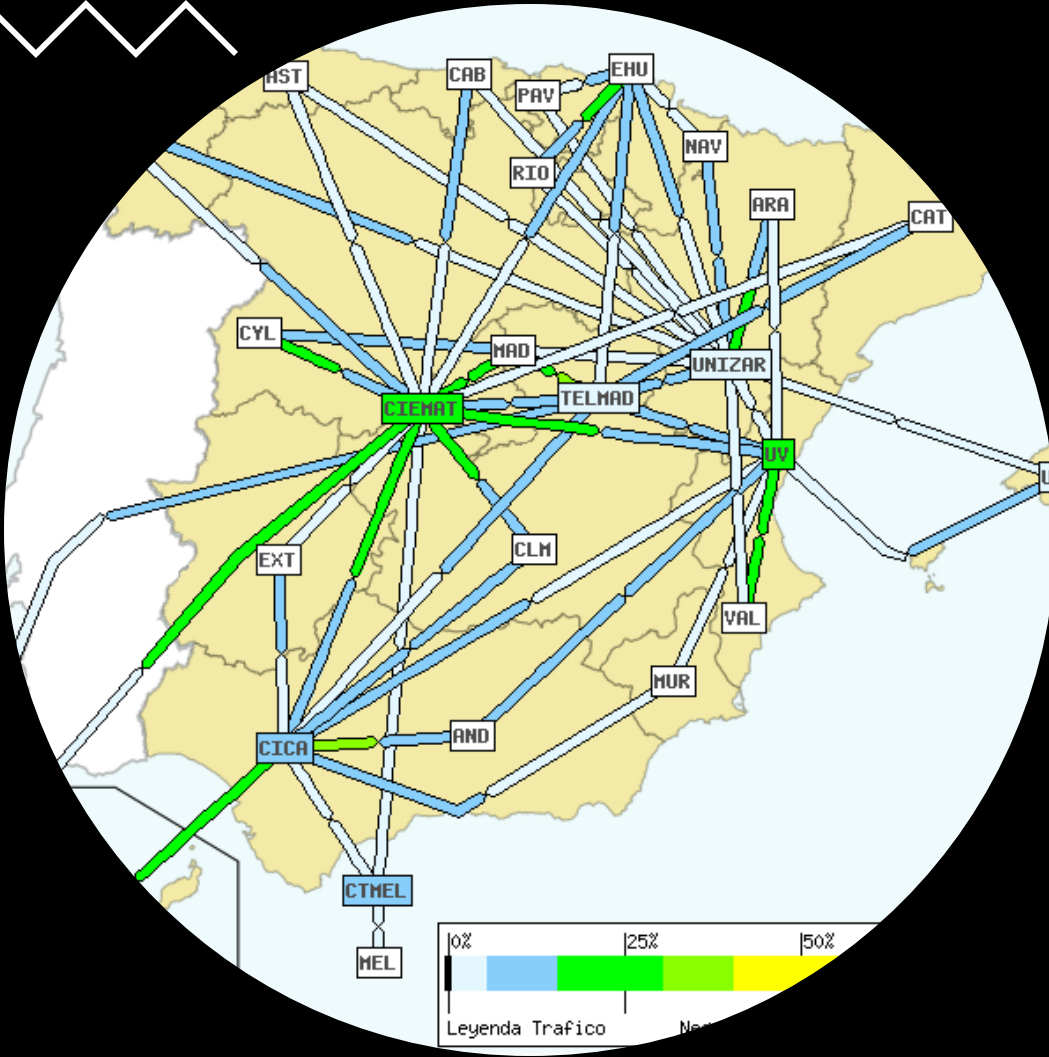 AST
CAB
EHU
PAV
NAV
RIO
ARA
CAT
CYL
MAD
UNIZAR
TELMAD
CIEMAT
UV
CLM
EXT
VAL
MUR
AND
CICA
CTMEL
MEL
0% 25% 50%
Leyenda Trafico